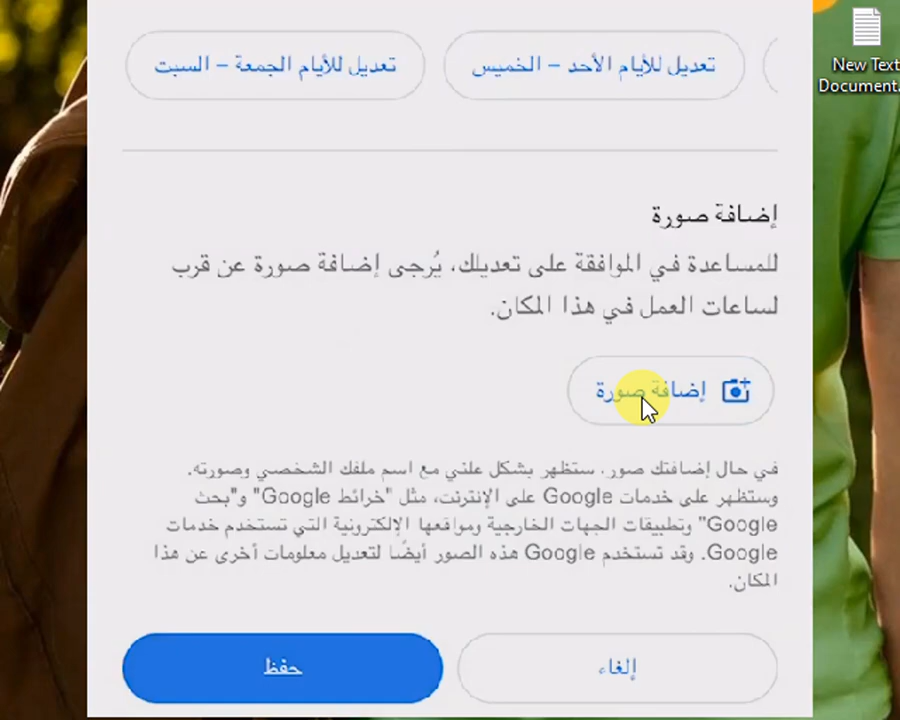 تعديل للأيام الأحد – الخميس
تعديل للأيام الجمعة – السبت
إضافة صورة
للمساعدة في الموافقة على تعديلك، يُرجى إضافة صورة عن قرب
لساعات العمل في هذا المكان.
إضافة صورة
في حال إضافتك صور، ستظهر بشكل علني مع اسم ملفك الشخصي وصورته.
وستظهر على خدمات Google على الإنترنت، مثل "خرائط Google" و"بحث
Google" وتطبيقات الجهات الخارجية ومواقعها الإلكترونية التي تستخدم خدمات
Google. وقد تستخدم Google هذه الصور أيضًا لتعديل معلومات أخرى عن هذا
المكان.
إلغاء
حفظ
New Text
Document.